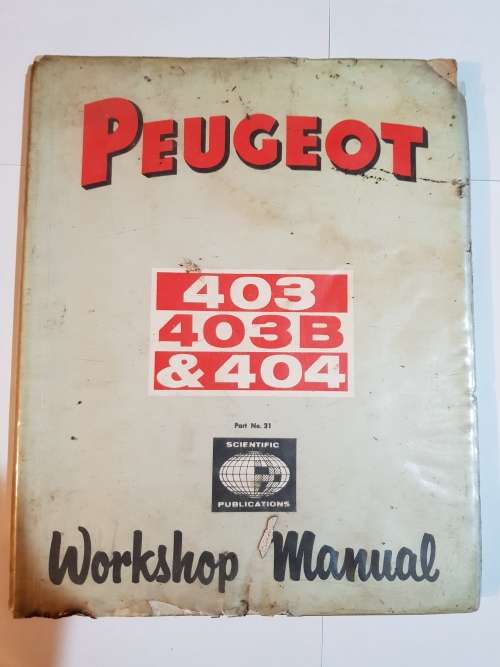 PEUGEOT
403
403B
& 404
Part No. 31
SCIENTIFIC
PUBLICATIONS
Workshop Manual